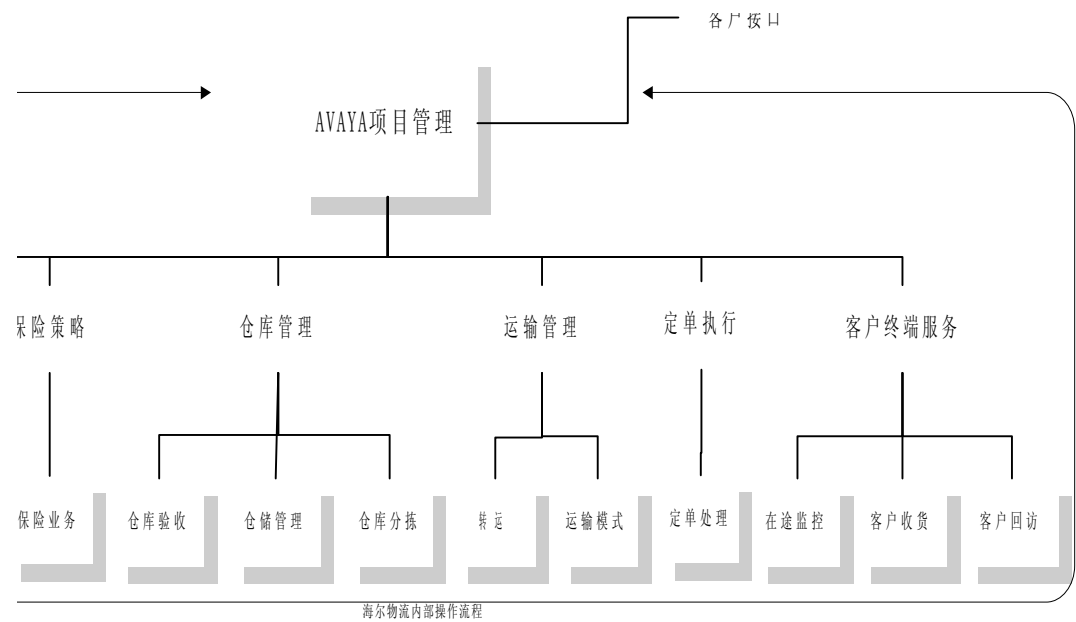 客户接口
AVAYA项目管理
保险策略
仓库管理
运输管理
定单执行
客户终端服务
保险业务
仓库验收
仓储管理
仓库分拣
转运
运输模式
定单处理
在途监控
客户收货
客户回访
海尔物流内部操作流程